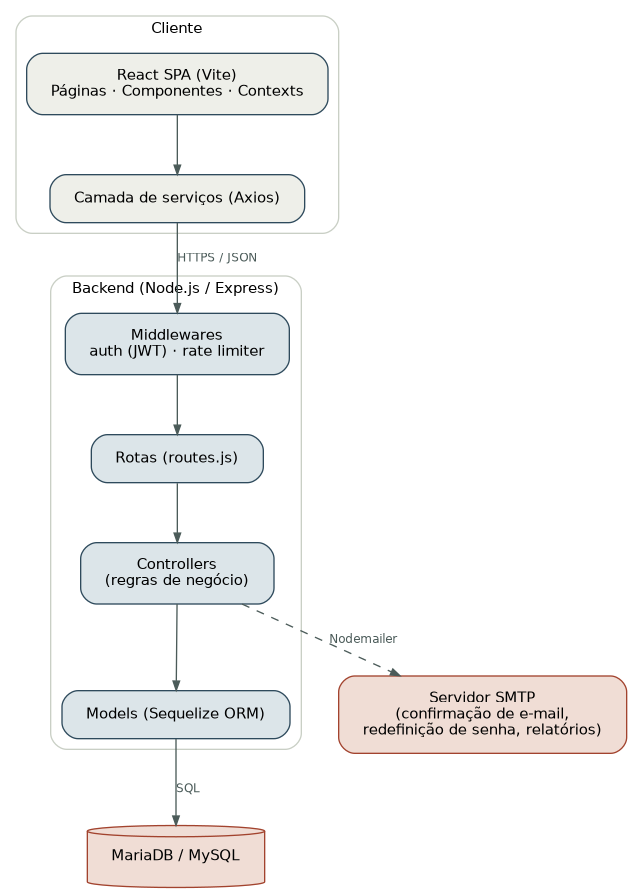 Cliente
React SPA (Vite)
Páginas · Componentes · Contexts
Camada de serviços (Axios)
HTTPS / JSON
Backend (Node.js / Express)
Middlewares
auth (JWT) · rate limiter
Rotas (routes.js)
Controllers
(regras de negócio)
Nodemailer
Servidor SMTP
(confirmação de e-mail,
redefinição de senha, relatórios)
Models (Sequelize ORM)
SQL
MariaDB / MySQL